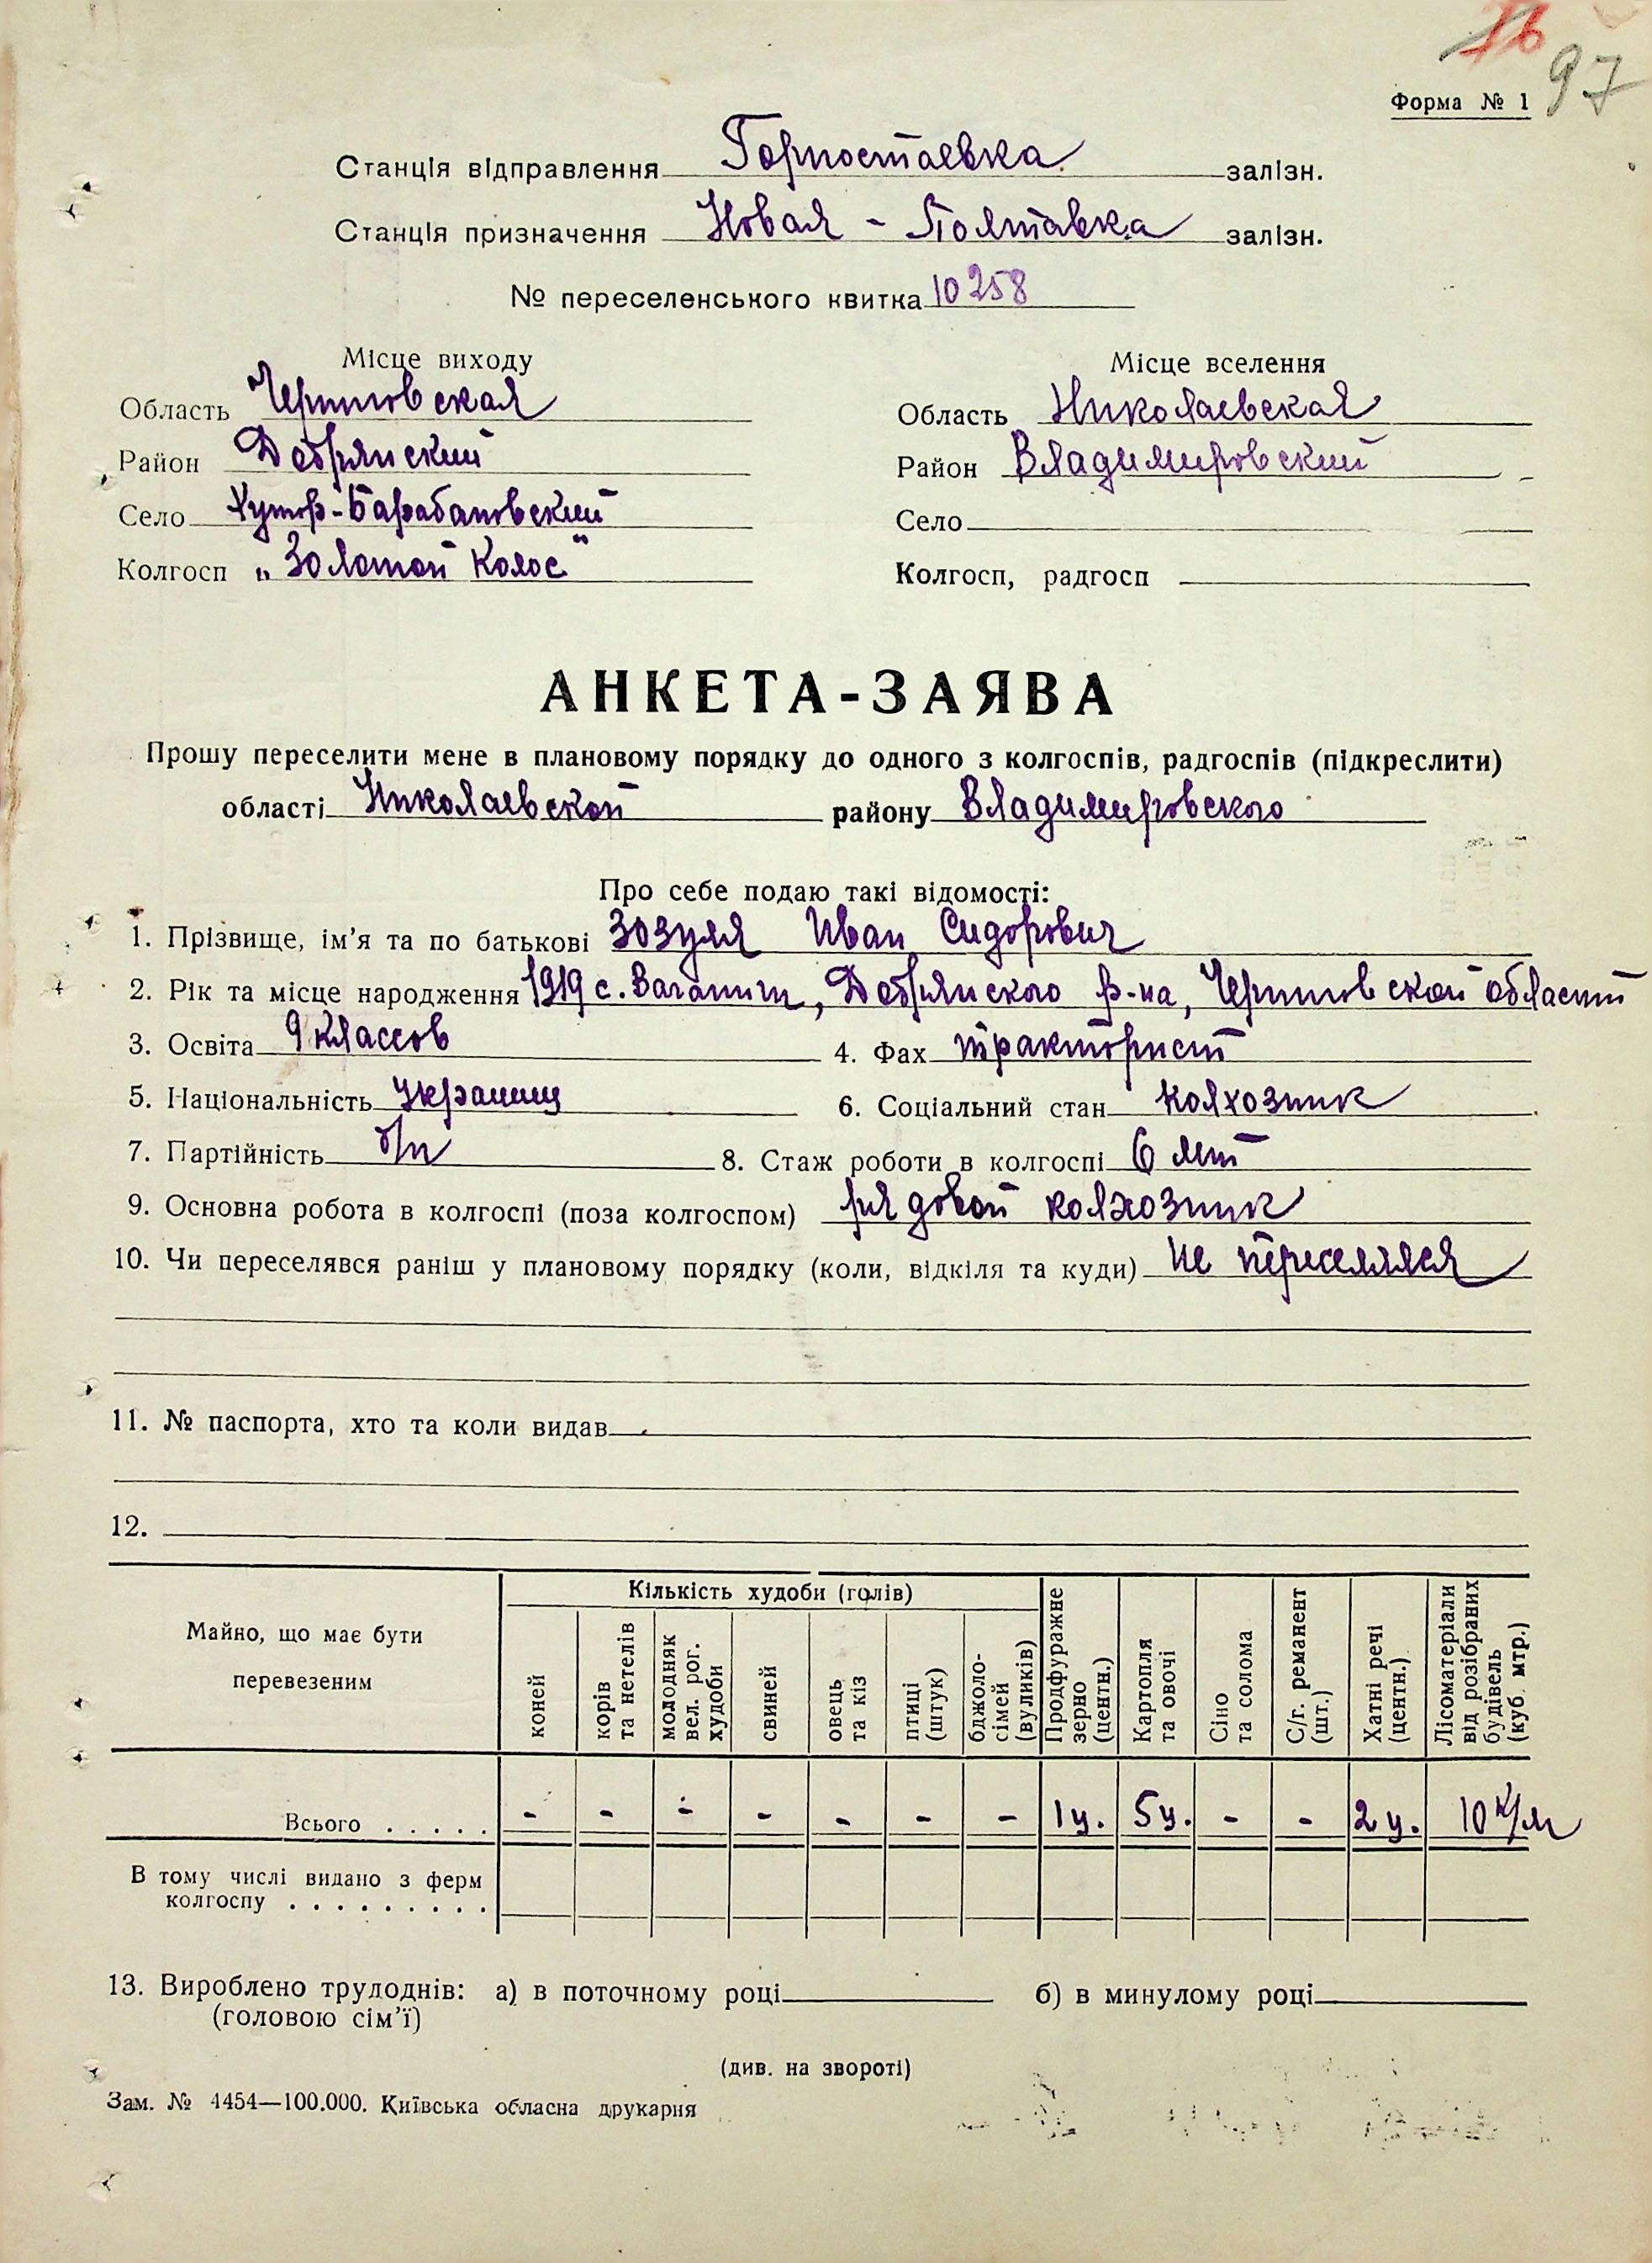 97
Форма № 1
Станція відправлення Горностаевка залізн.
Станція призначення Новая - Полтавка залізн.
№ переселенського квитка 10258
Місце виходу
Місце вселення
Область Черниговская
Область Николаевская
Район Добрянский
Район Владимировский
Село Хутор-Барабановский
Село
Колгосп „Золотой Колос"
Колгосп, радгосп
АНКЕТА-ЗАЯВА
Прошу переселити мене в плановому порядку до одного з колгоспів, радгоспів (підкреслити)
області Николаевской району Владимировского
Про себе подаю такі відомості:
1. Прізвище, ім'я та по батькові Зозуля Иван Сидорович
2. Рік та місце народження 1919 с. Ваганичи, Добрянского р-на, Черниговской области
3. Освіта 9 классов 4. Фах тракторист
5. Національність Украинец 6. Соціальний стан колхозник
7. Партійність б/п 8. Стаж роботи в колгоспі 6 лет
9. Основна робота в колгоспі (поза колгоспом) рядовой колхозник
10. Чи переселявся раніш у плановому порядку (коли, відкіля та куди) не переселялся
11. № паспорта, хто та коли видав
12.
Майно, що має бути перевезеним
Кількість худоби (голів)
коней
корів та нетелів
молодняк вел. рог. худоби
свиней
овець та кіз
птиці (штук)
бджоло-сімей (вуликів)
Продфуражне зерно (центн.)
Картопля та овочі
Сіно та солома
С/г. реманент (шт.)
Хатні речі (центн.)
Лісоматеріали від розібраних будівель (куб. мтр.)
Всього . . . . . - - - - - - - 1ц. 5ц. - - 2ц. 10 к/м
В тому числі видано з ферм
колгоспу . . . . . . . . .
13. Вироблено трудоднів: а) в поточному році б) в минулому році
(головою сім'ї)
(див. на звороті)
Зам. № 4454—100.000. Київська обласна друкарня